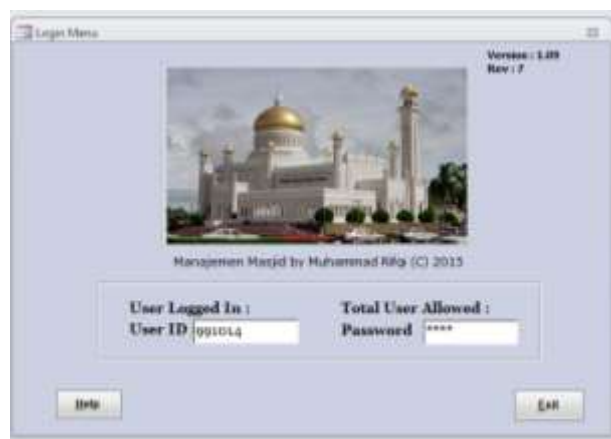 Login Menu
Version : 1.09
Rev : 7
Manajemen Masjid by Muhammad Rifqi (C) 2015
User Logged In :
Total User Allowed :
User ID 991014
Password ****
Help
Exit